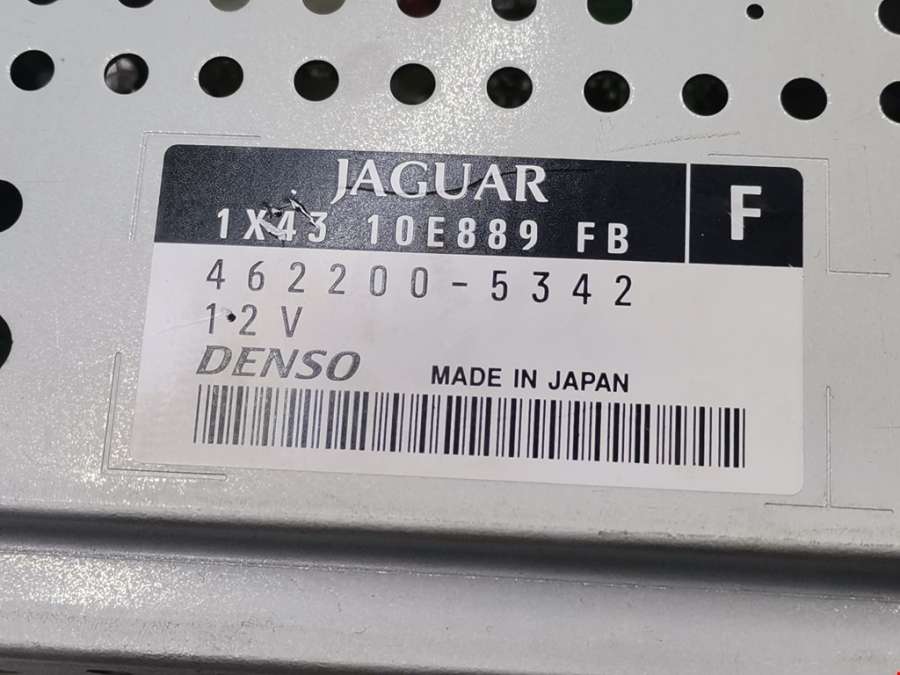 JAGUAR
F
1X43 10E889 FB
462200-5342
12V
DENSO
MADE IN JAPAN